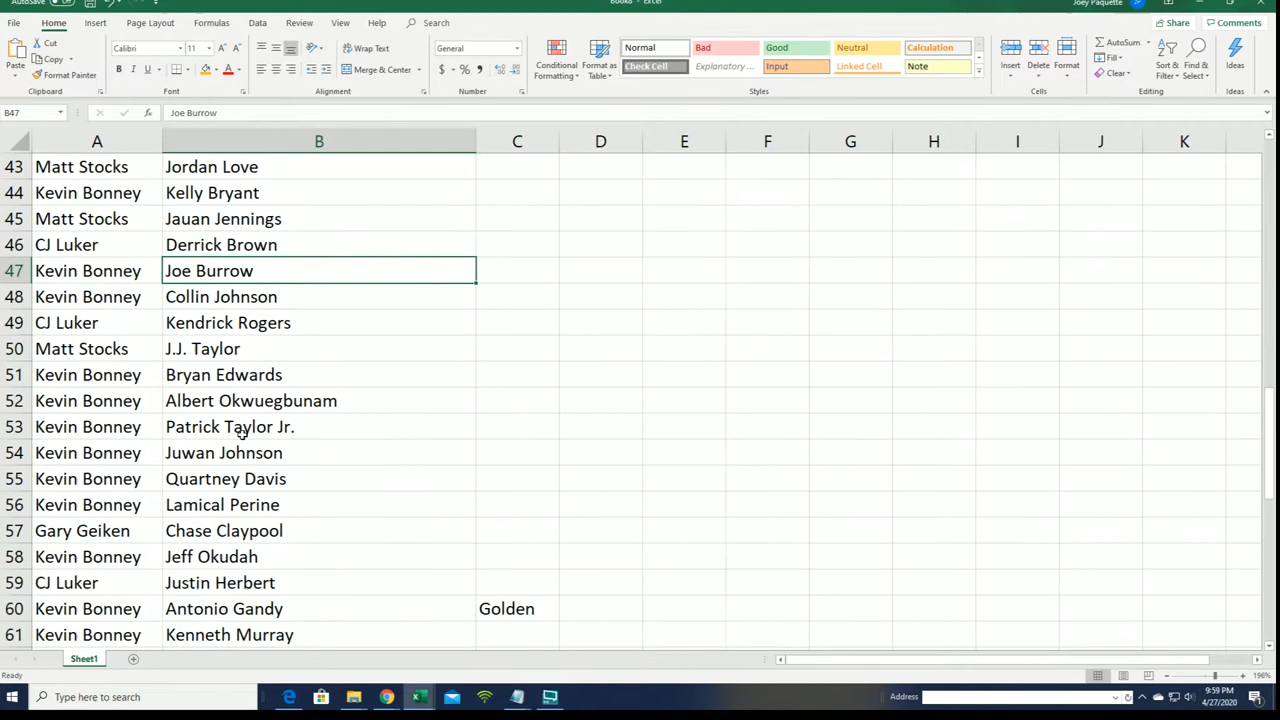 AutoSave Off Book8 - Excel Joey Paquette
File Home Insert Page Layout Formulas Data Review View Help Search Share Comments
Paste Cut Copy Format Painter Clipboard
Calibri 11 A A B I U A Font
Wrap Text Merge & Center Alignment
General $ % , Number
Conditional Formatting Format as Table Normal Bad Good Neutral Calculation
Check Cell Explanatory ... Input Linked Cell Note Styles
Insert Delete Format Cells
AutoSum Fill Clear Sort & Filter Find & Select Editing
Ideas Ideas
B47 fx Joe Burrow
A B C D E F G H I J K
43 Matt Stocks Jordan Love
44 Kevin Bonney Kelly Bryant
45 Matt Stocks Jauan Jennings
46 CJ Luker Derrick Brown
47 Kevin Bonney Joe Burrow
48 Kevin Bonney Collin Johnson
49 CJ Luker Kendrick Rogers
50 Matt Stocks J.J. Taylor
51 Kevin Bonney Bryan Edwards
52 Kevin Bonney Albert Okwuegbunam
53 Kevin Bonney Patrick Taylor Jr.
54 Kevin Bonney Juwan Johnson
55 Kevin Bonney Quartney Davis
56 Kevin Bonney Lamical Perine
57 Gary Geiken Chase Claypool
58 Kevin Bonney Jeff Okudah
59 CJ Luker Justin Herbert
60 Kevin Bonney Antonio Gandy Golden
61 Kevin Bonney Kenneth Murray
Sheet1
Ready 196%
Type here to search Address 9:59 PM
4/27/2020